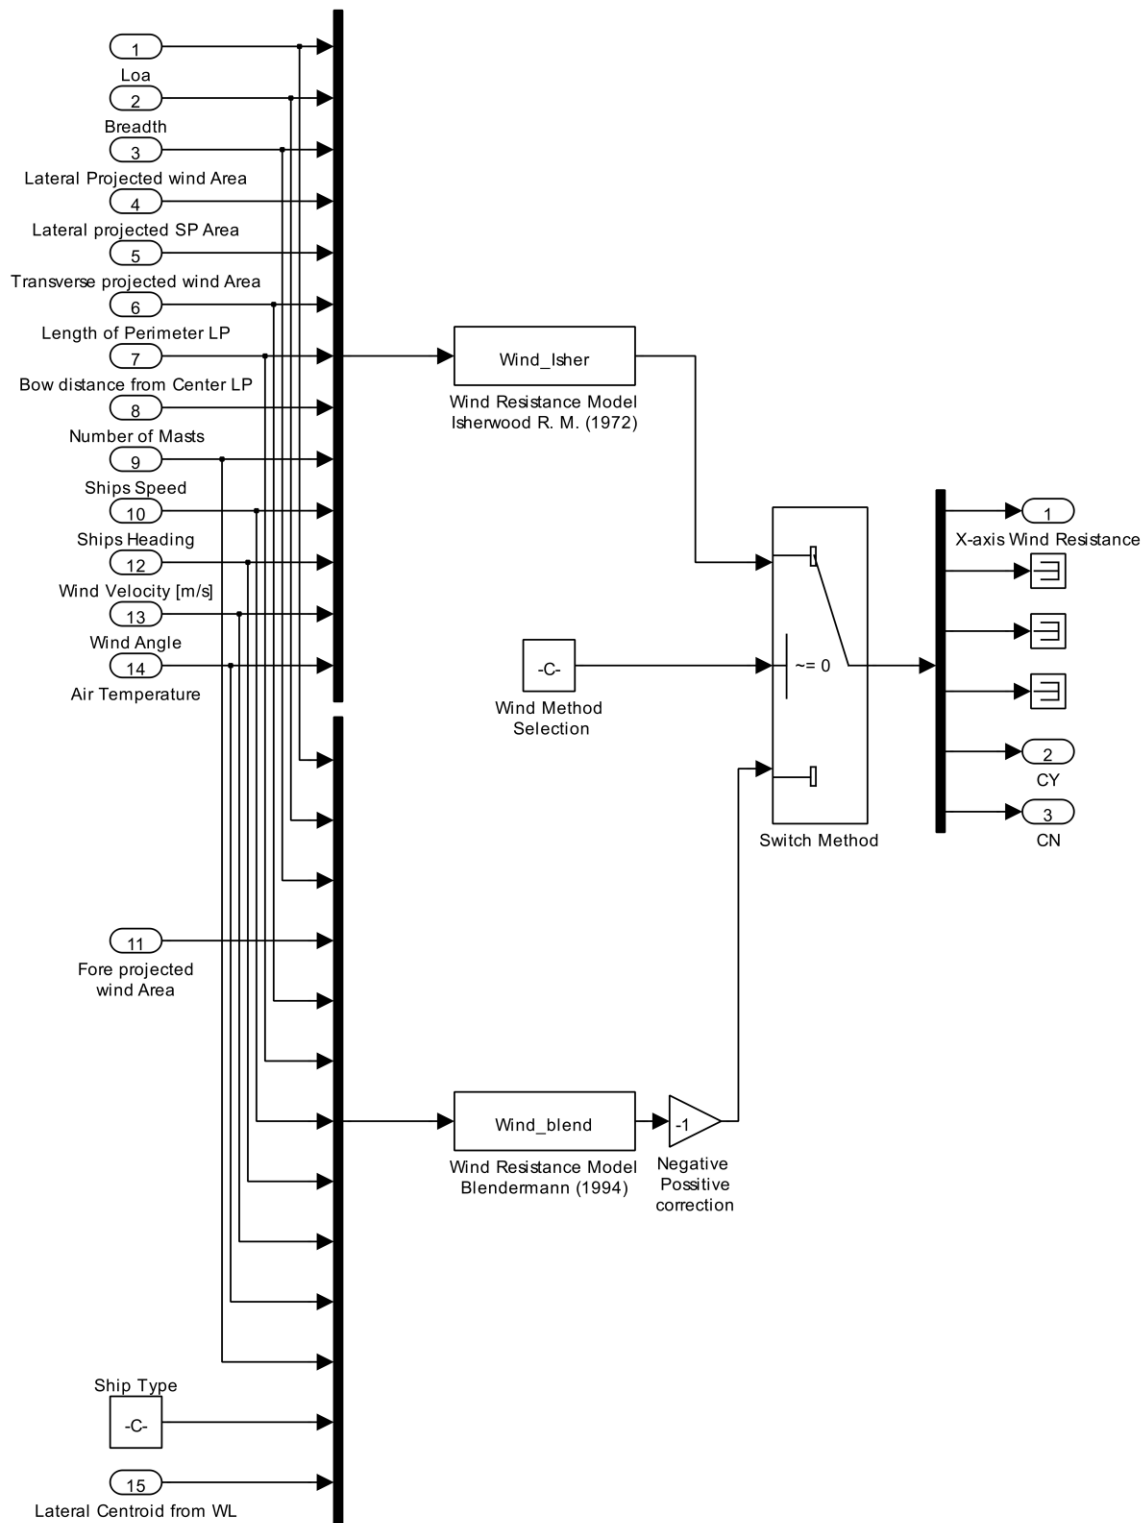 1
Loa
2
Breadth
3
Lateral Projected wind Area
4
Lateral projected SP Area
5
Transverse projected wind Area
6
Length of Perimeter LP
7
Bow distance from Center LP
8
Number of Masts
9
Ships Speed
10
Ships Heading
12
Wind Velocity [m/s]
13
Wind Angle
14
Air Temperature
11
Fore projected
wind Area
Ship Type
-C-
15
Lateral Centroid from WL
Wind_Isher
Wind Resistance Model
Isherwood R. M. (1972)
-C-
Wind Method
Selection
Wind_blend
Wind Resistance Model
Blendermann (1994)
-1
Negative
Possitive
correction
~= 0
Switch Method
1
X-axis Wind Resistance
2
CY
3
CN